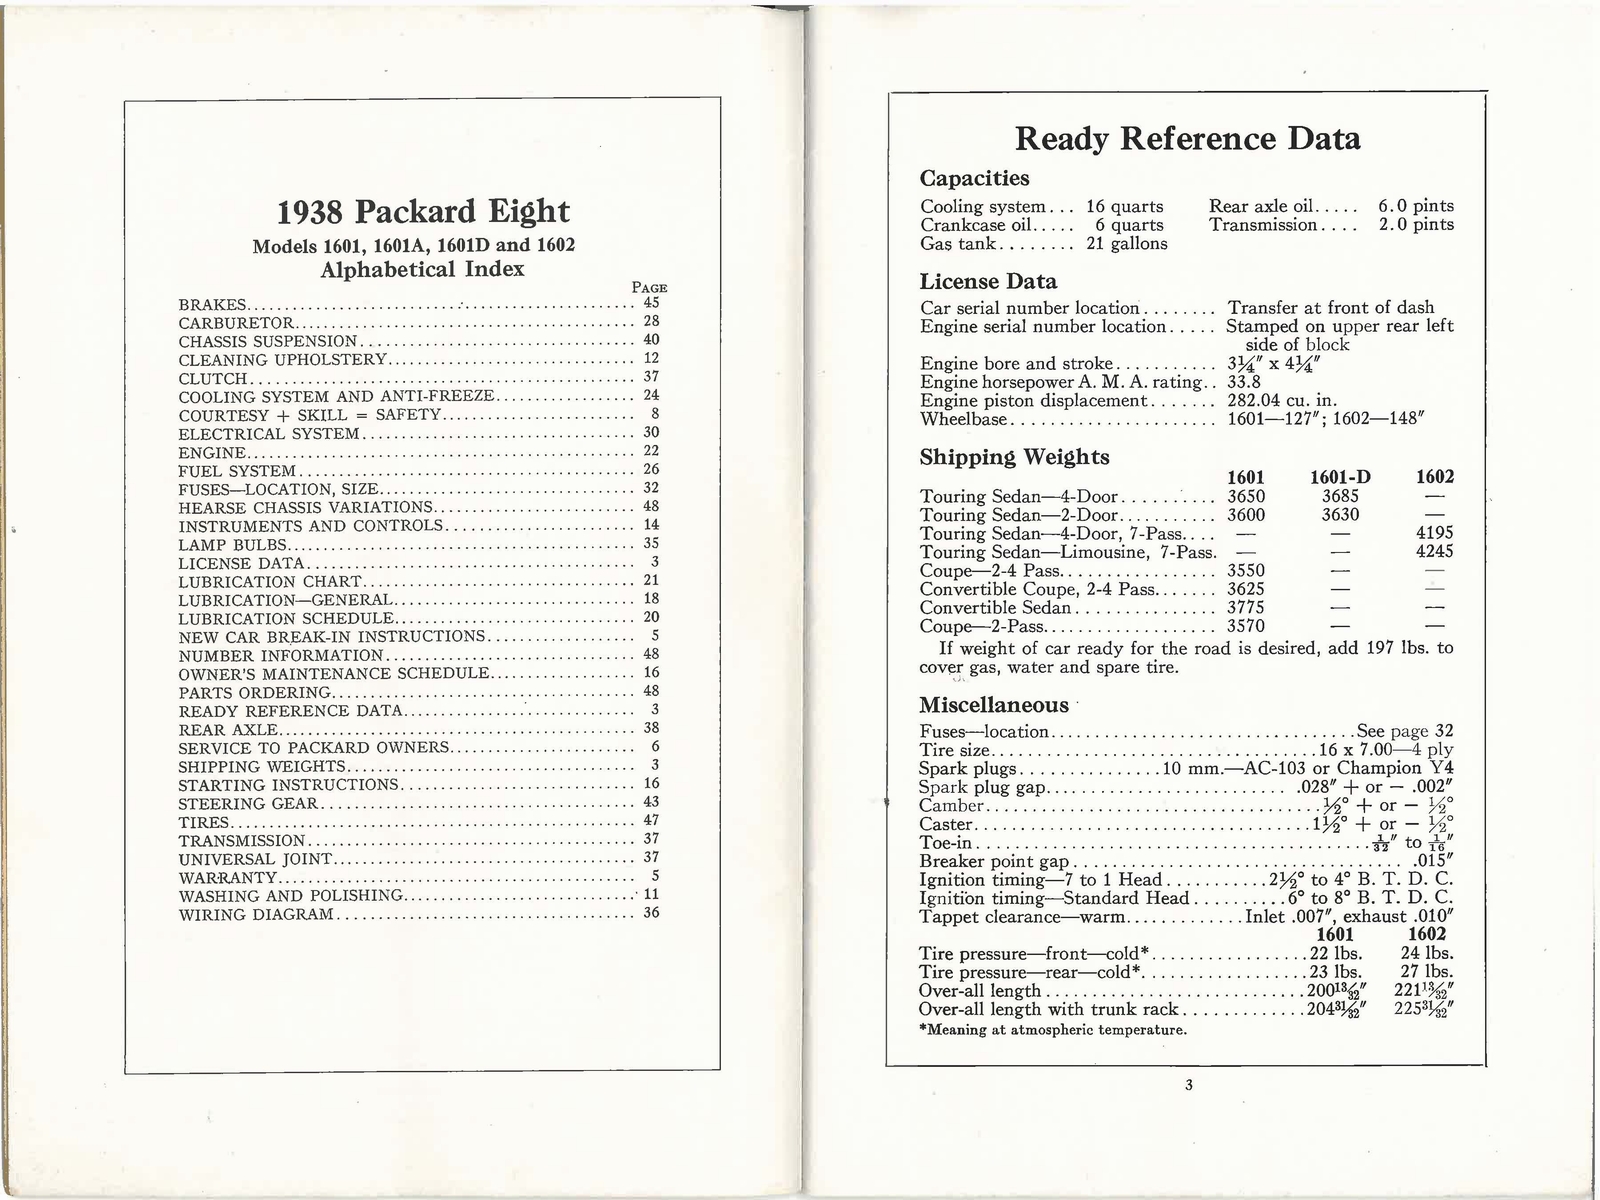 1938 Packard Eight
Models 1601, 1601A, 1601D and 1602
Alphabetical Index
PAGE
BRAKES........................................ 45
CARBURETOR........................................ 28
CHASSIS SUSPENSION........................................ 40
CLEANING UPHOLSTERY........................................ 12
CLUTCH........................................ 37
COOLING SYSTEM AND ANTI-FREEZE................... 24
COURTESY + SKILL = SAFETY.......................... 8
ELECTRICAL SYSTEM..................................... 30
ENGINE........................................ 22
FUEL SYSTEM........................................ 26
FUSES—LOCATION, SIZE.................................. 32
HEARSE CHASSIS VARIATIONS........................... 48
INSTRUMENTS AND CONTROLS.......................... 14
LAMP BULBS........................................ 35
LICENSE DATA........................................ 3
LUBRICATION CHART..................................... 21
LUBRICATION—GENERAL................................ 18
LUBRICATION SCHEDULE................................ 20
NEW CAR BREAK-IN INSTRUCTIONS.................... 5
NUMBER INFORMATION.................................. 48
OWNER'S MAINTENANCE SCHEDULE.................... 16
PARTS ORDERING........................................ 48
READY REFERENCE DATA............................... 3
REAR AXLE........................................ 38
SERVICE TO PACKARD OWNERS......................... 6
SHIPPING WEIGHTS....................................... 3
STARTING INSTRUCTIONS................................ 16
STEERING GEAR........................................ 43
TIRES........................................ 47
TRANSMISSION........................................ 37
UNIVERSAL JOINT........................................ 37
WARRANTY........................................ 5
WASHING AND POLISHING............................... 11
WIRING DIAGRAM........................................ 36
Ready Reference Data
Capacities
Cooling system... 16 quarts Rear axle oil..... 6.0 pints
Crankcase oil..... 6 quarts Transmission.... 2.0 pints
Gas tank........ 21 gallons
License Data
Car serial number location........ Transfer at front of dash
Engine serial number location..... Stamped on upper rear left
side of block
Engine bore and stroke........... 3¼″ x 4¼″
Engine horsepower A. M. A. rating.. 33.8
Engine piston displacement....... 282.04 cu. in.
Wheelbase...................... 1601—127″; 1602—148″
Shipping Weights
1601 1601-D 1602
Touring Sedan—4-Door.......... 3650 3685 —
Touring Sedan—2-Door........... 3600 3630 —
Touring Sedan—4-Door, 7-Pass.... — — 4195
Touring Sedan—Limousine, 7-Pass. — — 4245
Coupe—2-4 Pass................. 3550 — —
Convertible Coupe, 2-4 Pass....... 3625 — —
Convertible Sedan............... 3775 — —
Coupe—2-Pass................... 3570 — —
If weight of car ready for the road is desired, add 197 lbs. to
cover gas, water and spare tire.
Miscellaneous
Fuses—location.................................See page 32
Tire size....................................16 x 7.00—4 ply
Spark plugs...............10 mm.—AC-103 or Champion Y4
Spark plug gap.......................... .028″ + or — .002″
Camber.....................................½° + or — ½°
Caster....................................1½° + or — ½°
Toe-in...........................................1/32″ to 1/16″
Breaker point gap.................................... .015″
Ignition timing—7 to 1 Head...........2½° to 4° B. T. D. C.
Ignition timing—Standard Head..........6° to 8° B. T. D. C.
Tappet clearance—warm.............Inlet .007″, exhaust .010″
1601 1602
Tire pressure—front—cold*.................22 lbs. 24 lbs.
Tire pressure—rear—cold*..................23 lbs. 27 lbs.
Over-all length............................200 13/32″ 221 13/32″
Over-all length with trunk rack.............204 31/32″ 225 31/32″
*Meaning at atmospheric temperature.
3